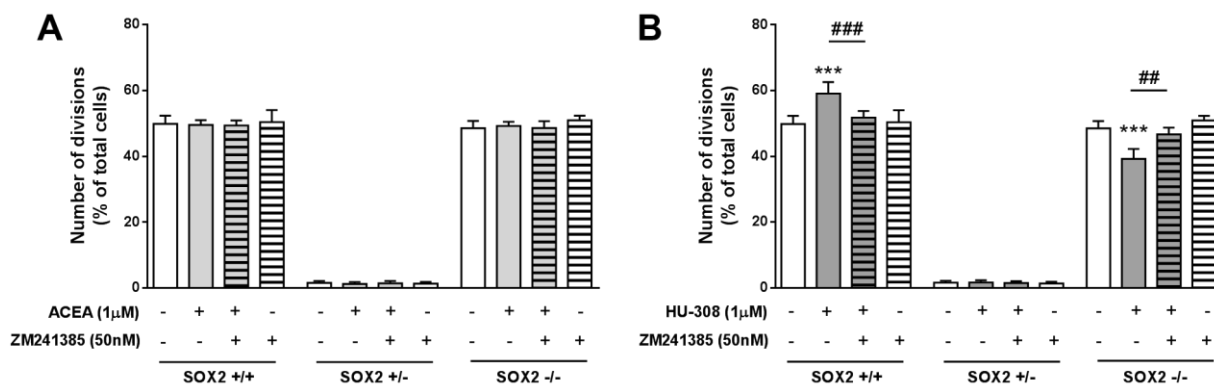 A
Number of divisions
(% of total cells)
80
60
40
20
0
ACEA (1μM) - + + - - + + - - + + -
ZM241385 (50nM) - - + + - - + + - - + +
SOX2 +/+ SOX2 +/- SOX2 -/-
B
Number of divisions
(% of total cells)
80
60
40
20
0
###
***
##
***
HU-308 (1μM) - + + - - + + - - + + -
ZM241385 (50nM) - - + + - - + + - - + +
SOX2 +/+ SOX2 +/- SOX2 -/-